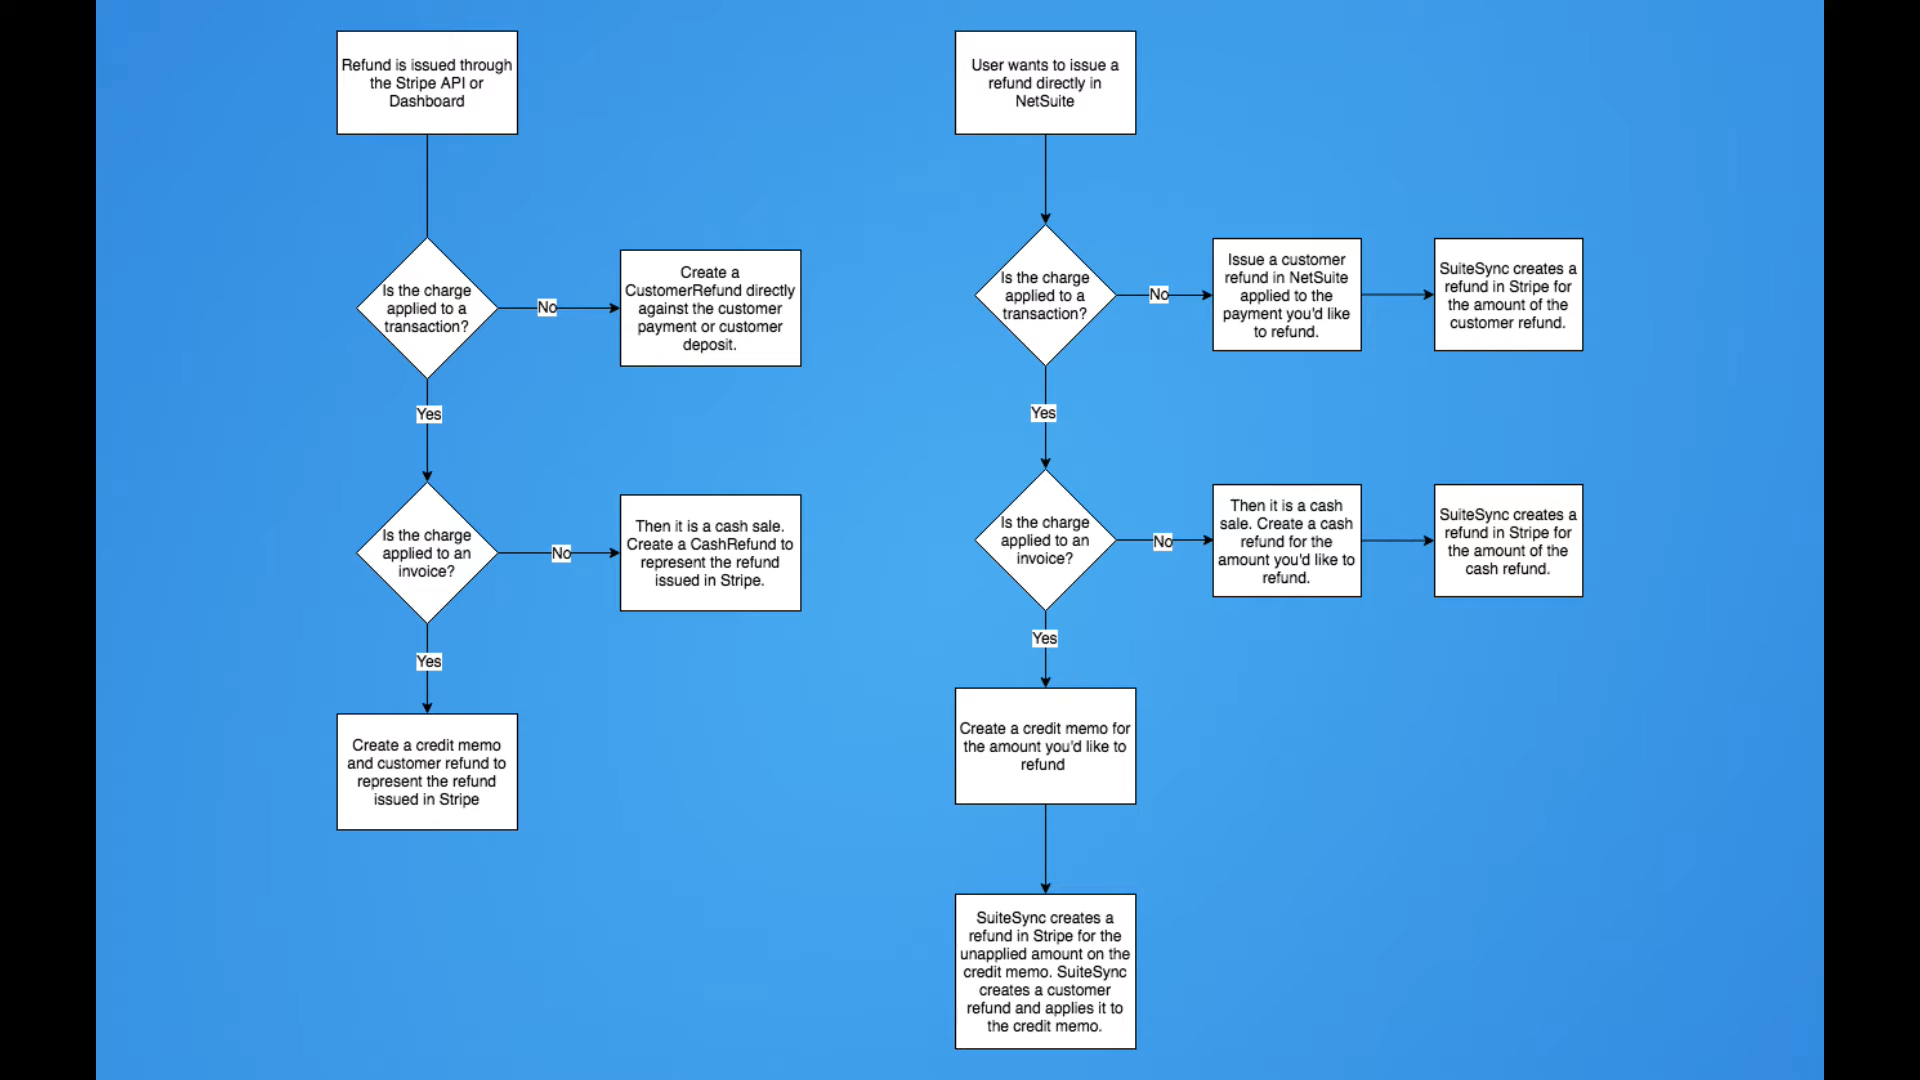 Refund is issued through
the Stripe API or
Dashboard
Is the charge
applied to a
transaction?
No
Create a
CustomerRefund directly
against the customer
payment or customer
deposit.
Yes
Is the charge
applied to an
invoice?
No
Then it is a cash sale.
Create a CashRefund to
represent the refund
issued in Stripe.
Yes
Create a credit memo
and customer refund to
represent the refund
issued in Stripe
User wants to issue a
refund directly in
NetSuite
Is the charge
applied to a
transaction?
No
Issue a customer
refund in NetSuite
applied to the
payment you'd like
to refund.
SuiteSync creates a
refund in Stripe for
the amount of the
customer refund.
Yes
Is the charge
applied to an
invoice?
No
Then it is a cash
sale. Create a cash
refund for the
amount you'd like to
refund.
SuiteSync creates a
refund in Stripe for
the amount of the
cash refund.
Yes
Create a credit memo for
the amount you'd like to
refund
SuiteSync creates a
refund in Stripe for the
unapplied amount on the
credit memo. SuiteSync
creates a customer
refund and applies it to
the credit memo.